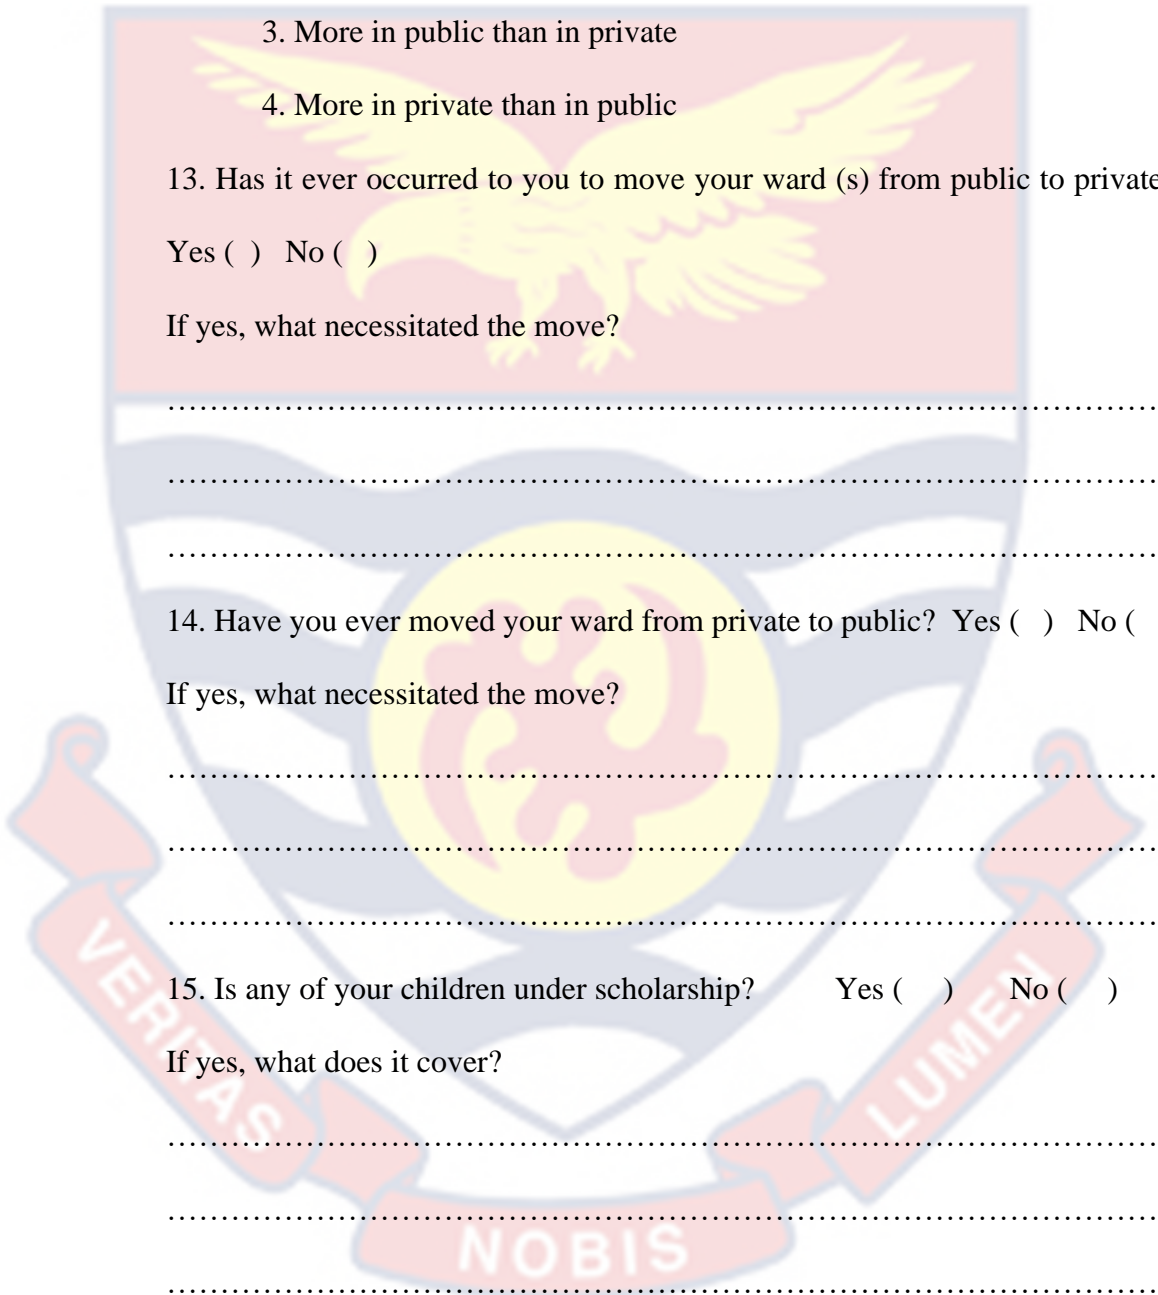 3. More in public than in private
4. More in private than in public
13. Has it ever occurred to you to move your ward (s) from public to private
Yes ( )   No (   )
If yes, what necessitated the move?
……………………………………………………………………………
……………………………………………………………………………
……………………………………………………………………………
14. Have you ever moved your ward from private to public?  Yes (   )   No (
If yes, what necessitated the move?
……………………………………………………………………………
……………………………………………………………………………
……………………………………………………………………………
15. Is any of your children under scholarship?        Yes (    )      No (    )
If yes, what does it cover?
……………………………………………………………………………
……………………………………………………………………………
……………………………………………………………………………
VERITAS
NOBIS
LUMEN